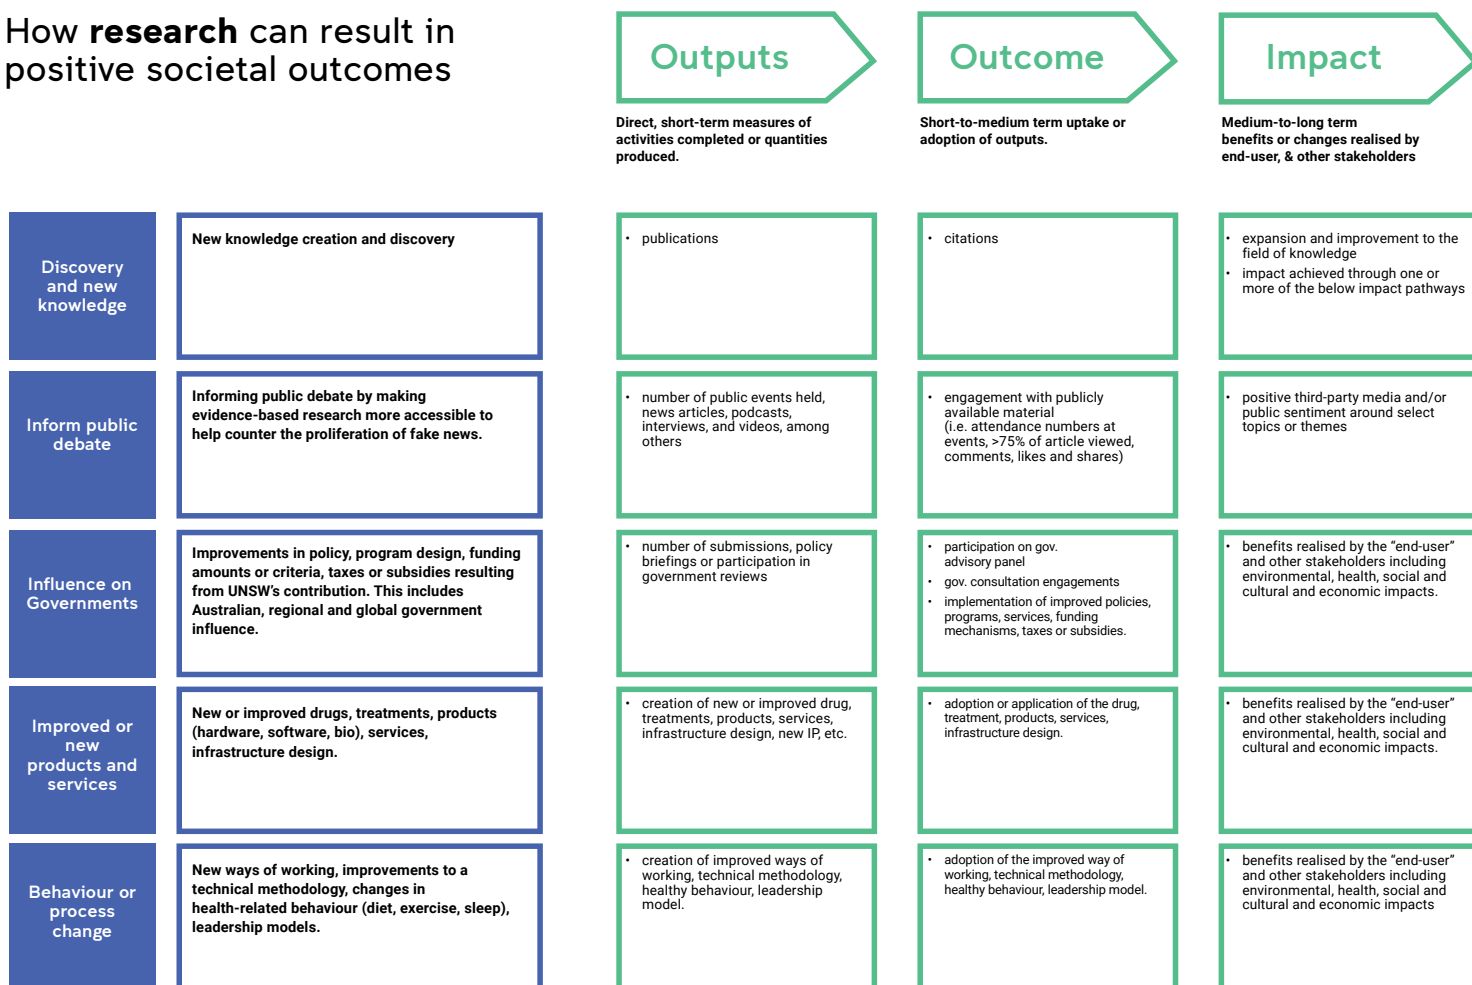 How research can result in
positive societal outcomes
Outputs
Direct, short-term measures of
activities completed or quantities
produced.
Outcome
Short-to-medium term uptake or
adoption of outputs.
Impact
Medium-to-long term
benefits or changes realised by
end-user, & other stakeholders
Discovery
and new
knowledge
New knowledge creation and discovery
• publications
• citations
• expansion and improvement to the
field of knowledge
• impact achieved through one or
more of the below impact pathways
Inform public
debate
Informing public debate by making
evidence-based research more accessible to
help counter the proliferation of fake news.
• number of public events held,
news articles, podcasts,
interviews, and videos, among
others
• engagement with publicly
available material
(i.e. attendance numbers at
events, >75% of article viewed,
comments, likes and shares)
• positive third-party media and/or
public sentiment around select
topics or themes
Influence on
Governments
Improvements in policy, program design, funding
amounts or criteria, taxes or subsidies resulting
from UNSW’s contribution. This includes
Australian, regional and global government
influence.
• number of submissions, policy
briefings or participation in
government reviews
• participation on gov.
advisory panel
• gov. consultation engagements
• implementation of improved policies,
programs, services, funding
mechanisms, taxes or subsidies.
• benefits realised by the “end-user”
and other stakeholders including
environmental, health, social and
cultural and economic impacts.
Improved or
new
products and
services
New or improved drugs, treatments, products
(hardware, software, bio), services,
infrastructure design.
• creation of new or improved drug,
treatments, products, services,
infrastructure design, new IP, etc.
• adoption or application of the drug,
treatment, products, services,
infrastructure design.
• benefits realised by the “end-user”
and other stakeholders including
environmental, health, social and
cultural and economic impacts.
Behaviour or
process
change
New ways of working, improvements to a
technical methodology, changes in
health-related behaviour (diet, exercise, sleep),
leadership models.
• creation of improved ways of
working, technical methodology,
healthy behaviour, leadership
model.
• adoption of the improved way of
working, technical methodology,
healthy behaviour, leadership model.
• benefits realised by the “end-user”
and other stakeholders including
environmental, health, social and
cultural and economic impacts